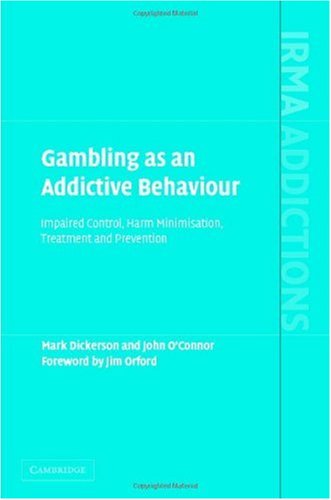 IRMA ADDICTIONS
Gambling as an
Addictive Behaviour
Impaired Control, Harm Minimisation,
Treatment and Prevention
Mark Dickerson and John O'Connor
Foreword by Jim Orford
CAMBRIDGE